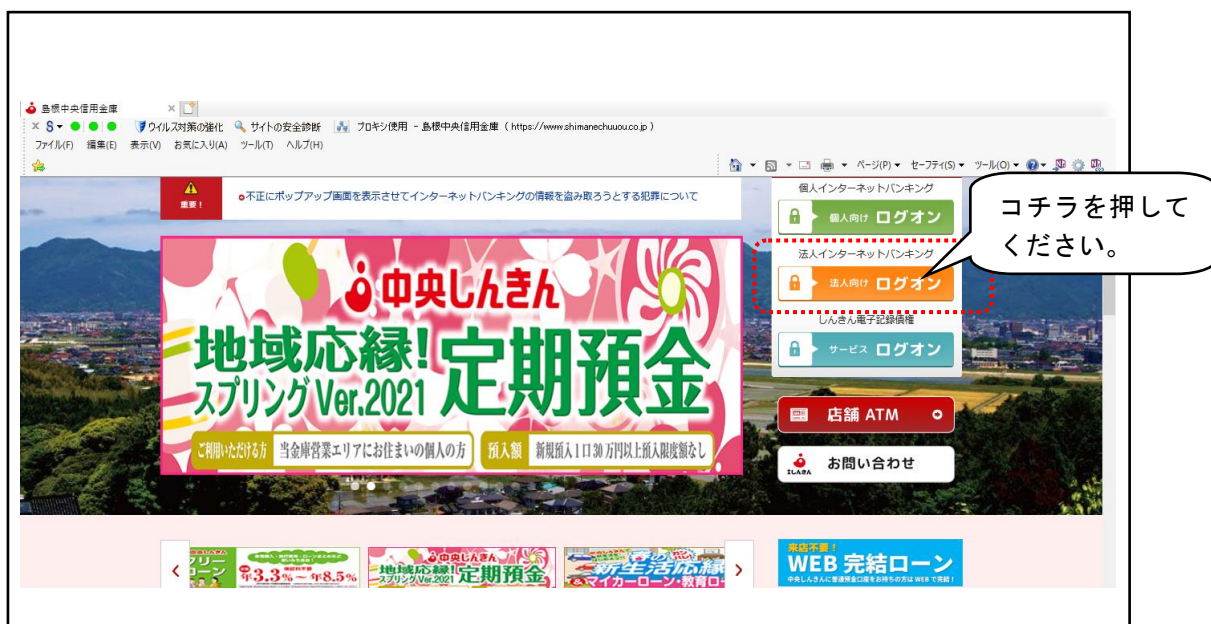 島根中央信用金庫
ウイルス対策の強化 サイトの安全診断 プロキシ使用 - 島根中央信用金庫 ( https://www.shimanechuuou.co.jp )
ファイル(F) 編集(E) 表示(V) お気に入り(A) ツール(T) ヘルプ(H)
ページ(P) セーフティ(S) ツール(O)
重要!
不正にポップアップ画面を表示させてインターネットバンキングの情報を盗み取ろうとする犯罪について
個人インターネットバンキング
個人向け ログオン
コチラを押して
ください。
法人インターネットバンキング
法人向け ログオン
しんきん電子記録債権
サービス ログオン
中央しんきん
地域応縁!定期預金
スプリングVer.2021
ご利用いただける方 当金庫営業エリアにお住まいの個人の方 預入額 新規預入1口30万円以上預入限度額なし
店舗 ATM
お問い合わせ
フリー
ローン
年3.3%~年8.5%
中央しんきん
地域応縁!定期預金
スプリングVer.2021
春の
新生活応縁
マイカーローン・教育ロー
来店不要!
WEB 完結ローン
中央しんきんに普通預金口座をお持ちの方は WEB で完結!